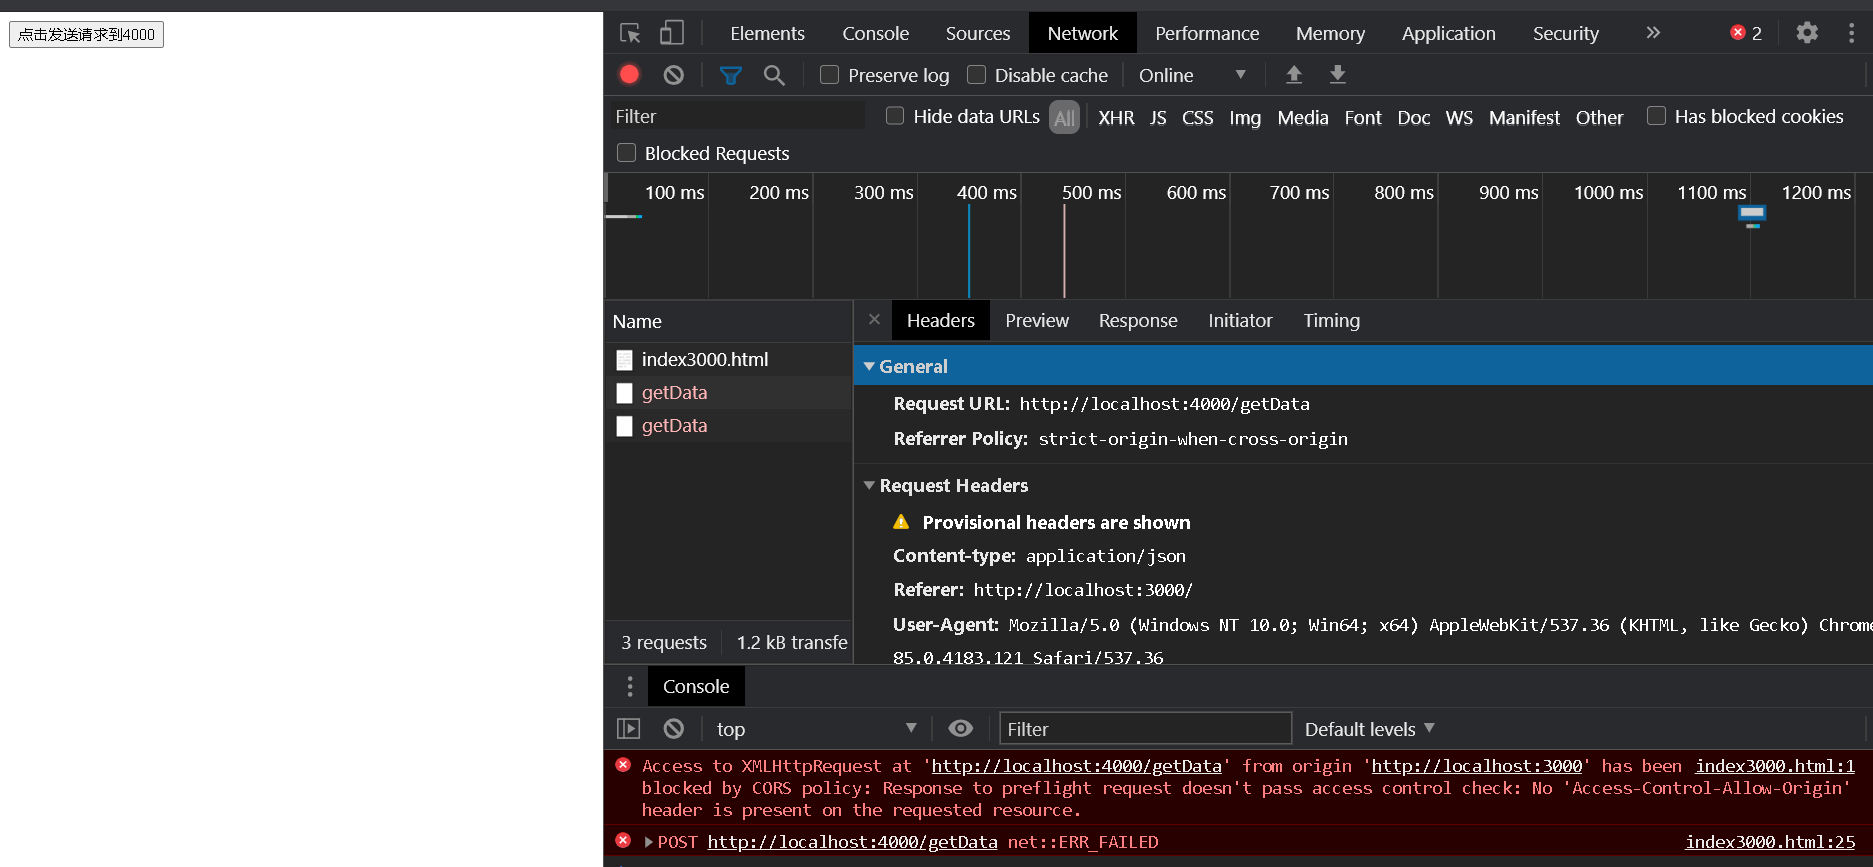 点击发送请求到4000
Elements Console Sources Network Performance Memory Application Security » 2
Preserve log Disable cache Online
Filter Hide data URLs All XHR JS CSS Img Media Font Doc WS Manifest Other Has blocked cookies
Blocked Requests
100 ms 200 ms 300 ms 400 ms 500 ms 600 ms 700 ms 800 ms 900 ms 1000 ms 1100 ms 1200 ms
Name
index3000.html
getData
getData
3 requests 1.2 kB transfe
× Headers Preview Response Initiator Timing
General
Request URL: http://localhost:4000/getData
Referrer Policy: strict-origin-when-cross-origin
Request Headers
Provisional headers are shown
Content-type: application/json
Referer: http://localhost:3000/
User-Agent: Mozilla/5.0 (Windows NT 10.0; Win64; x64) AppleWebKit/537.36 (KHTML, like Gecko) Chrome
85.0.4183.121 Safari/537.36
Console
top Filter Default levels
Access to XMLHttpRequest at 'http://localhost:4000/getData' from origin 'http://localhost:3000' has been index3000.html:1
blocked by CORS policy: Response to preflight request doesn't pass access control check: No 'Access-Control-Allow-Origin'
header is present on the requested resource.
POST http://localhost:4000/getData net::ERR_FAILED index3000.html:25